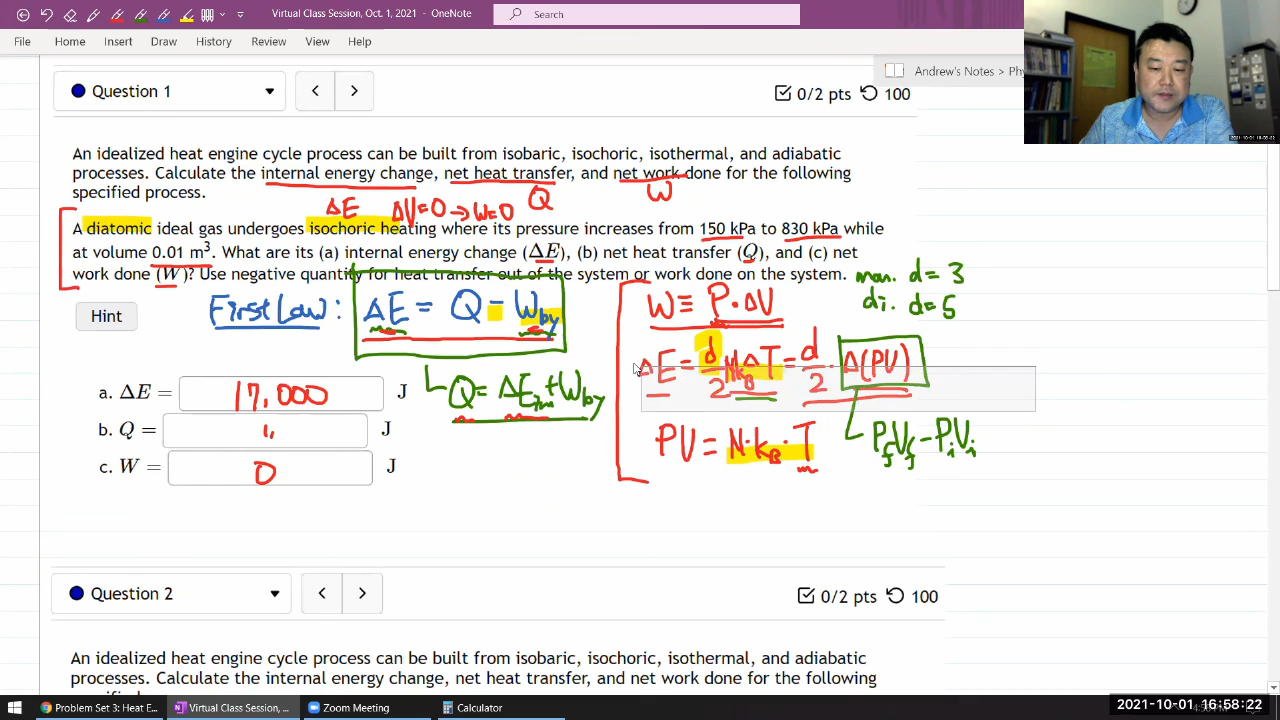 Virtual Class Session, Oct. 1, 2021 - OneNote
Search
File Home Insert Draw History Review View Help
Andrew's Notes > Ph
Question 1
0/2 pts 100
An idealized heat engine cycle process can be built from isobaric, isochoric, isothermal, and adiabatic
processes. Calculate the internal energy change, net heat transfer, and net work done for the following
specified process.
ΔE ΔV=0→W=0 Q W
A diatomic ideal gas undergoes isochoric heating where its pressure increases from 150 kPa to 830 kPa while
at volume 0.01 m³. What are its (a) internal energy change (ΔE), (b) net heat transfer (Q), and (c) net
work done (W)? Use negative quantity for heat transfer out of the system or work done on the system.
Hint
First Law: ΔE = Q - Wby
W ≡ P·ΔV
mon. d = 3
di. d = 5
ΔE = d/2 NkBΔT = d/2 · Δ(PV)
Q = ΔEint + Wby
PV = N·kB·T
PfVf - PiVi
a. ΔE = 17,000 J
b. Q = J
c. W = 0 J
Question 2
0/2 pts 100
An idealized heat engine cycle process can be built from isobaric, isochoric, isothermal, and adiabatic
processes. Calculate the internal energy change, net heat transfer, and net work done for the following
Problem Set 3: Heat E... Virtual Class Session,... Zoom Meeting Calculator
2021-10-01 16:58:22